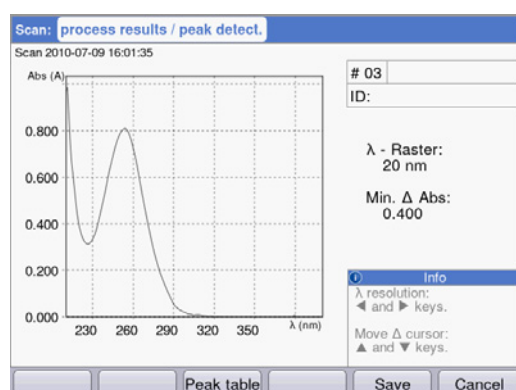 Scan: process results / peak detect.
Scan 2010-07-09 16:01:35
Abs (A)
0.800
0.600
0.400
0.200
0.000
230 260 290 320 350 λ (nm)
# 03
ID:
λ - Raster:
20 nm
Min. Δ Abs:
0.400
i Info
λ resolution:
◀ and ▶ keys.
Move Δ cursor:
▲ and ▼ keys.
Peak table
Save
Cancel